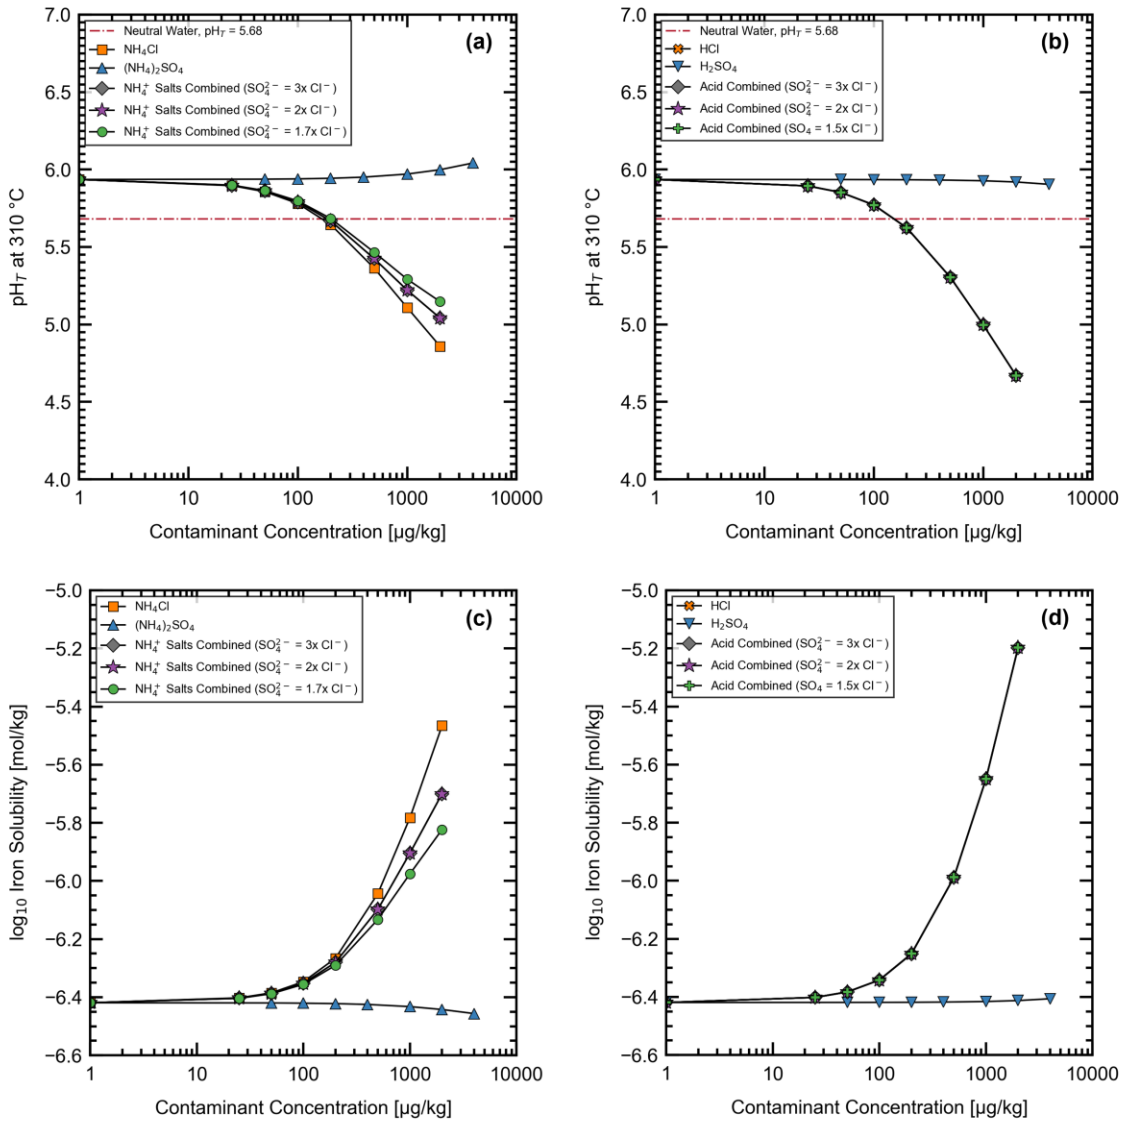 7.0
6.5
6.0
5.5
5.0
4.5
4.0
pH_T at 310 °C
(a)
Neutral Water, pH_T = 5.68
NH₄Cl
(NH₄)₂SO₄
NH₄⁺ Salts Combined (SO₄²⁻ = 3x Cl⁻)
NH₄⁺ Salts Combined (SO₄²⁻ = 2x Cl⁻)
NH₄⁺ Salts Combined (SO₄²⁻ = 1.7x Cl⁻)
1 10 100 1000 10000
Contaminant Concentration [µg/kg]
7.0
6.5
6.0
5.5
5.0
4.5
4.0
pH_T at 310 °C
(b)
Neutral Water, pH_T = 5.68
HCl
H₂SO₄
Acid Combined (SO₄²⁻ = 3x Cl⁻)
Acid Combined (SO₄²⁻ = 2x Cl⁻)
Acid Combined (SO₄ = 1.5x Cl⁻)
1 10 100 1000 10000
Contaminant Concentration [µg/kg]
−5.0
−5.2
−5.4
−5.6
−5.8
−6.0
−6.2
−6.4
−6.6
log₁₀ Iron Solubility [mol/kg]
(c)
NH₄Cl
(NH₄)₂SO₄
NH₄⁺ Salts Combined (SO₄²⁻ = 3x Cl⁻)
NH₄⁺ Salts Combined (SO₄²⁻ = 2x Cl⁻)
NH₄⁺ Salts Combined (SO₄²⁻ = 1.7x Cl⁻)
1 10 100 1000 10000
Contaminant Concentration [µg/kg]
−5.0
−5.2
−5.4
−5.6
−5.8
−6.0
−6.2
−6.4
−6.6
log₁₀ Iron Solubility [mol/kg]
(d)
HCl
H₂SO₄
Acid Combined (SO₄²⁻ = 3x Cl⁻)
Acid Combined (SO₄²⁻ = 2x Cl⁻)
Acid Combined (SO₄ = 1.5x Cl⁻)
1 10 100 1000 10000
Contaminant Concentration [µg/kg]